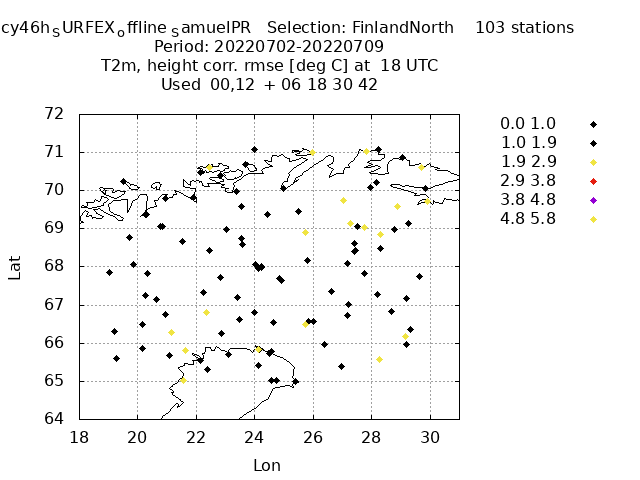 cy46h_SURFEX_offline_SamuelPR Selection: FinlandNorth 103 stations
Period: 20220702-20220709
T2m, height corr. rmse [deg C] at 18 UTC
Used 00,12 + 06 18 30 42
72
71
70
69
68
67
66
65
64
18 20 22 24 26 28 30
Lat
Lon
0.0 1.0
1.0 1.9
1.9 2.9
2.9 3.8
3.8 4.8
4.8 5.8